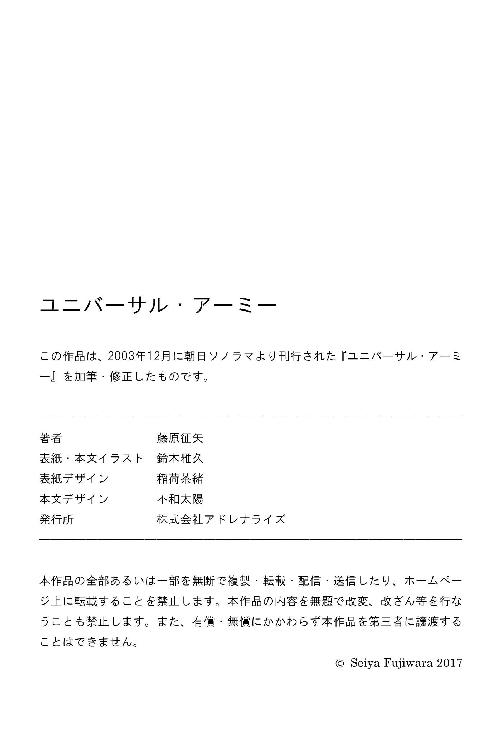 ユニバーサル・アーミー
この作品は、2003年12月に朝日ソノラマより刊行された『ユニバーサル・アーミ
ー』を加筆・修正したものです。
著者 藤原征矢
表紙・本文イラスト 鈴木雅久
表紙デザイン 稲荷茶緒
本文デザイン 不和太陽
発行所 株式会社アドレナライズ
本作品の全部あるいは一部を無断で複製・転載・配信・送信したり、ホームペー
ジ上に転載することを禁止します。本作品の内容を無題で改変、改ざん等を行な
うことも禁止します。また、有償・無償にかかわらず本作品を第三者に譲渡する
ことはできません。
© Seiya Fujiwara 2017